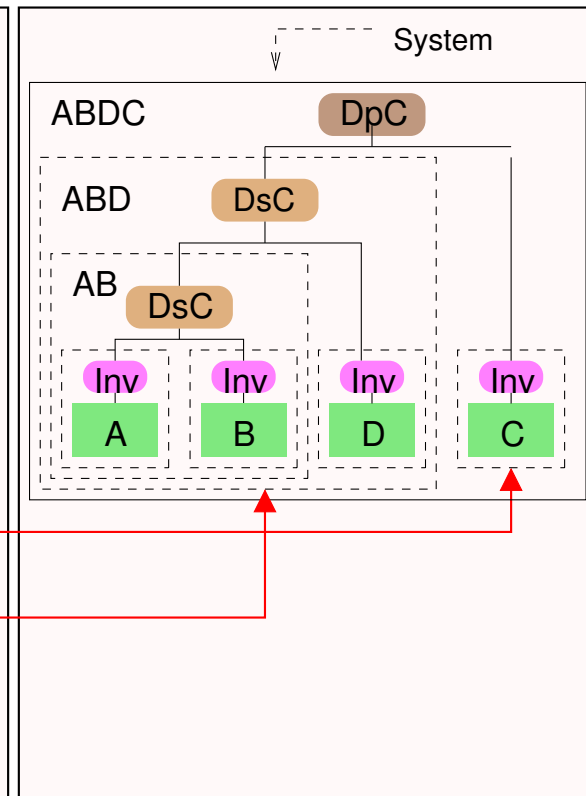 System
ABDC DpC
ABD DsC
AB DsC
Inv Inv Inv Inv
A B D C